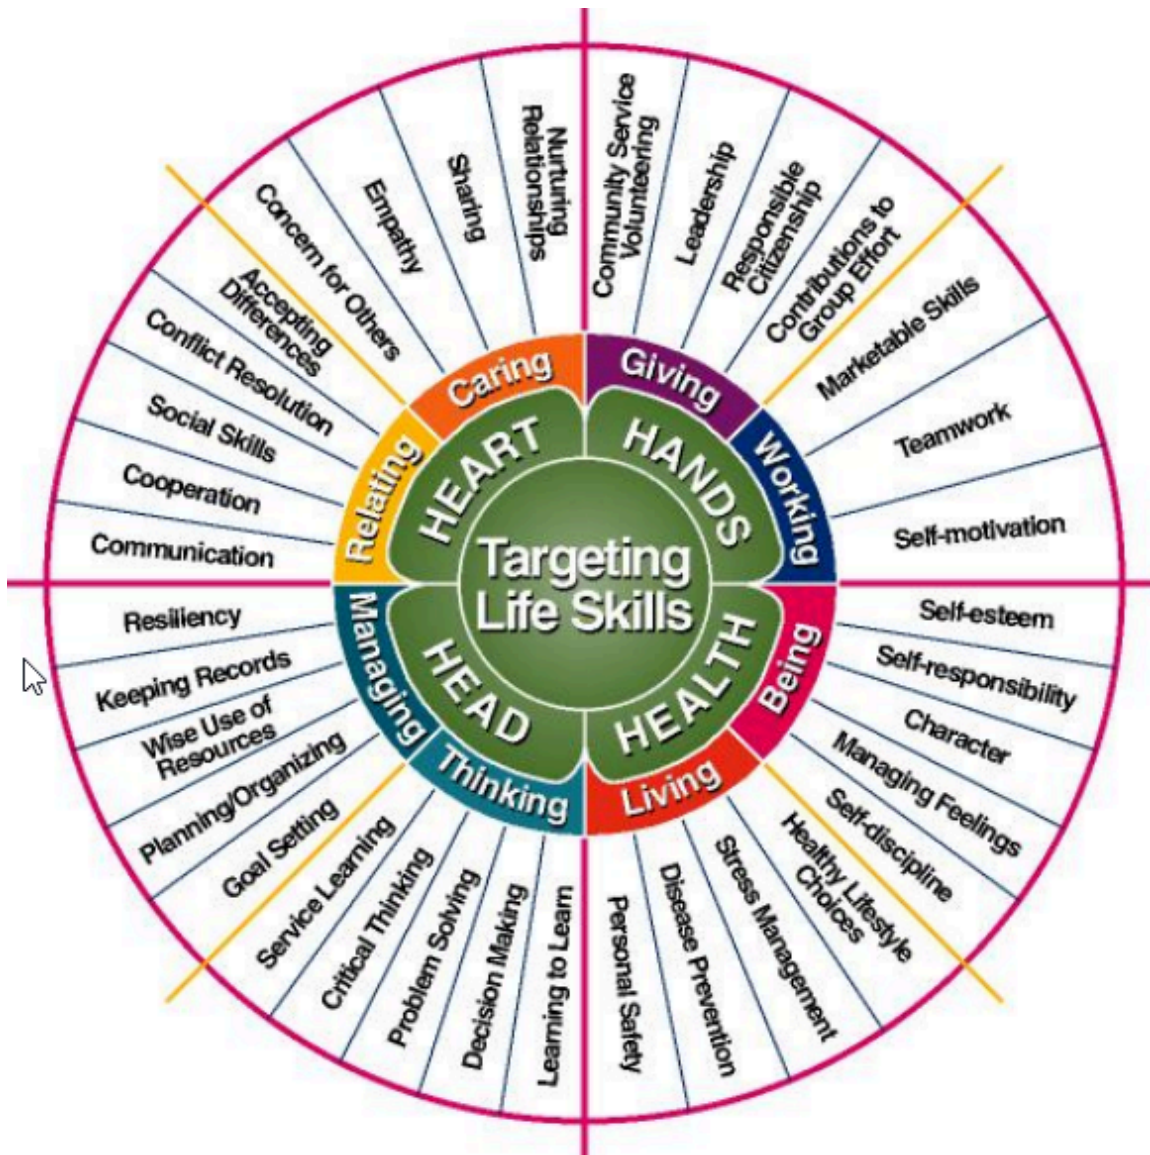 Targeting
Life Skills
HEART
HANDS
HEALTH
HEAD
Caring
Giving
Working
Being
Living
Thinking
Managing
Relating
Community Service
Volunteering
Leadership
Responsible
Citizenship
Contributions to
Group Effort
Marketable Skills
Teamwork
Self-motivation
Self-esteem
Self-responsibility
Character
Managing Feelings
Self-discipline
Healthy Lifestyle
Choices
Stress Management
Disease Prevention
Personal Safety
Learning to Learn
Decision Making
Problem Solving
Critical Thinking
Service Learning
Goal Setting
Planning/Organizing
Wise Use of
Resources
Keeping Records
Resiliency
Communication
Cooperation
Social Skills
Conflict Resolution
Accepting
Differences
Concern for Others
Empathy
Sharing
Nurturing
Relationships